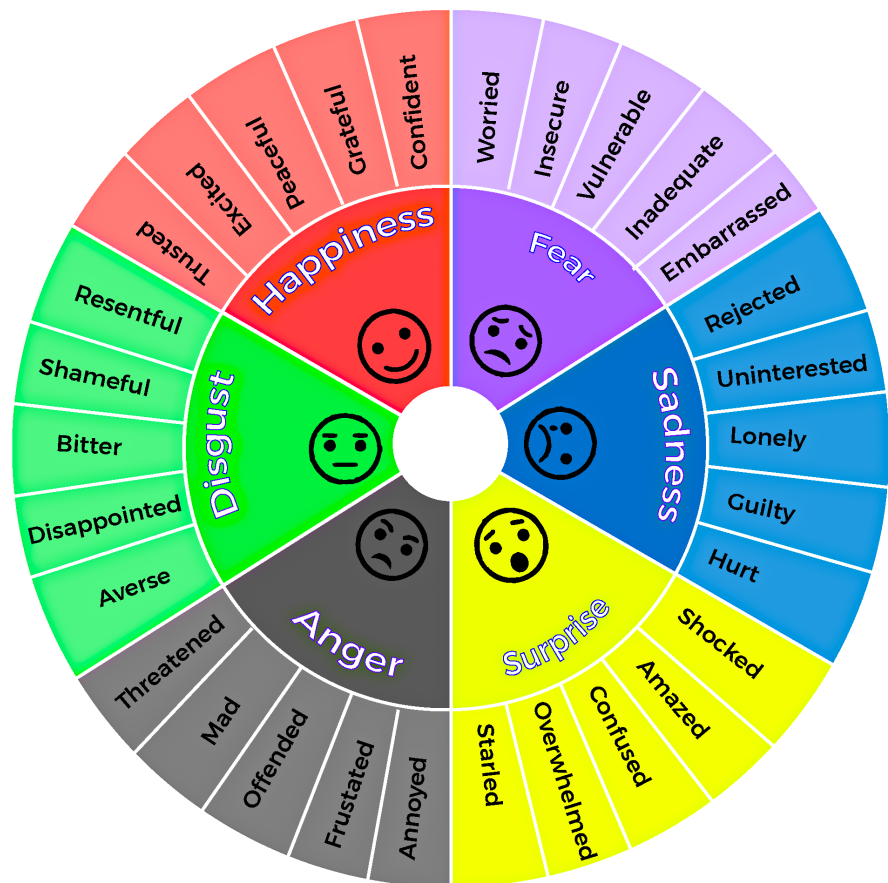 Happiness
Trusted
Excited
Peaceful
Grateful
Confident
Fear
Worried
Insecure
Vulnerable
Inadequate
Embarrassed
Sadness
Rejected
Uninterested
Lonely
Guilty
Hurt
Surprise
Shocked
Amazed
Confused
Overwhelmed
Starled
Anger
Annoyed
Frustated
Offended
Mad
Threatened
Disgust
Averse
Disappointed
Bitter
Shameful
Resentful